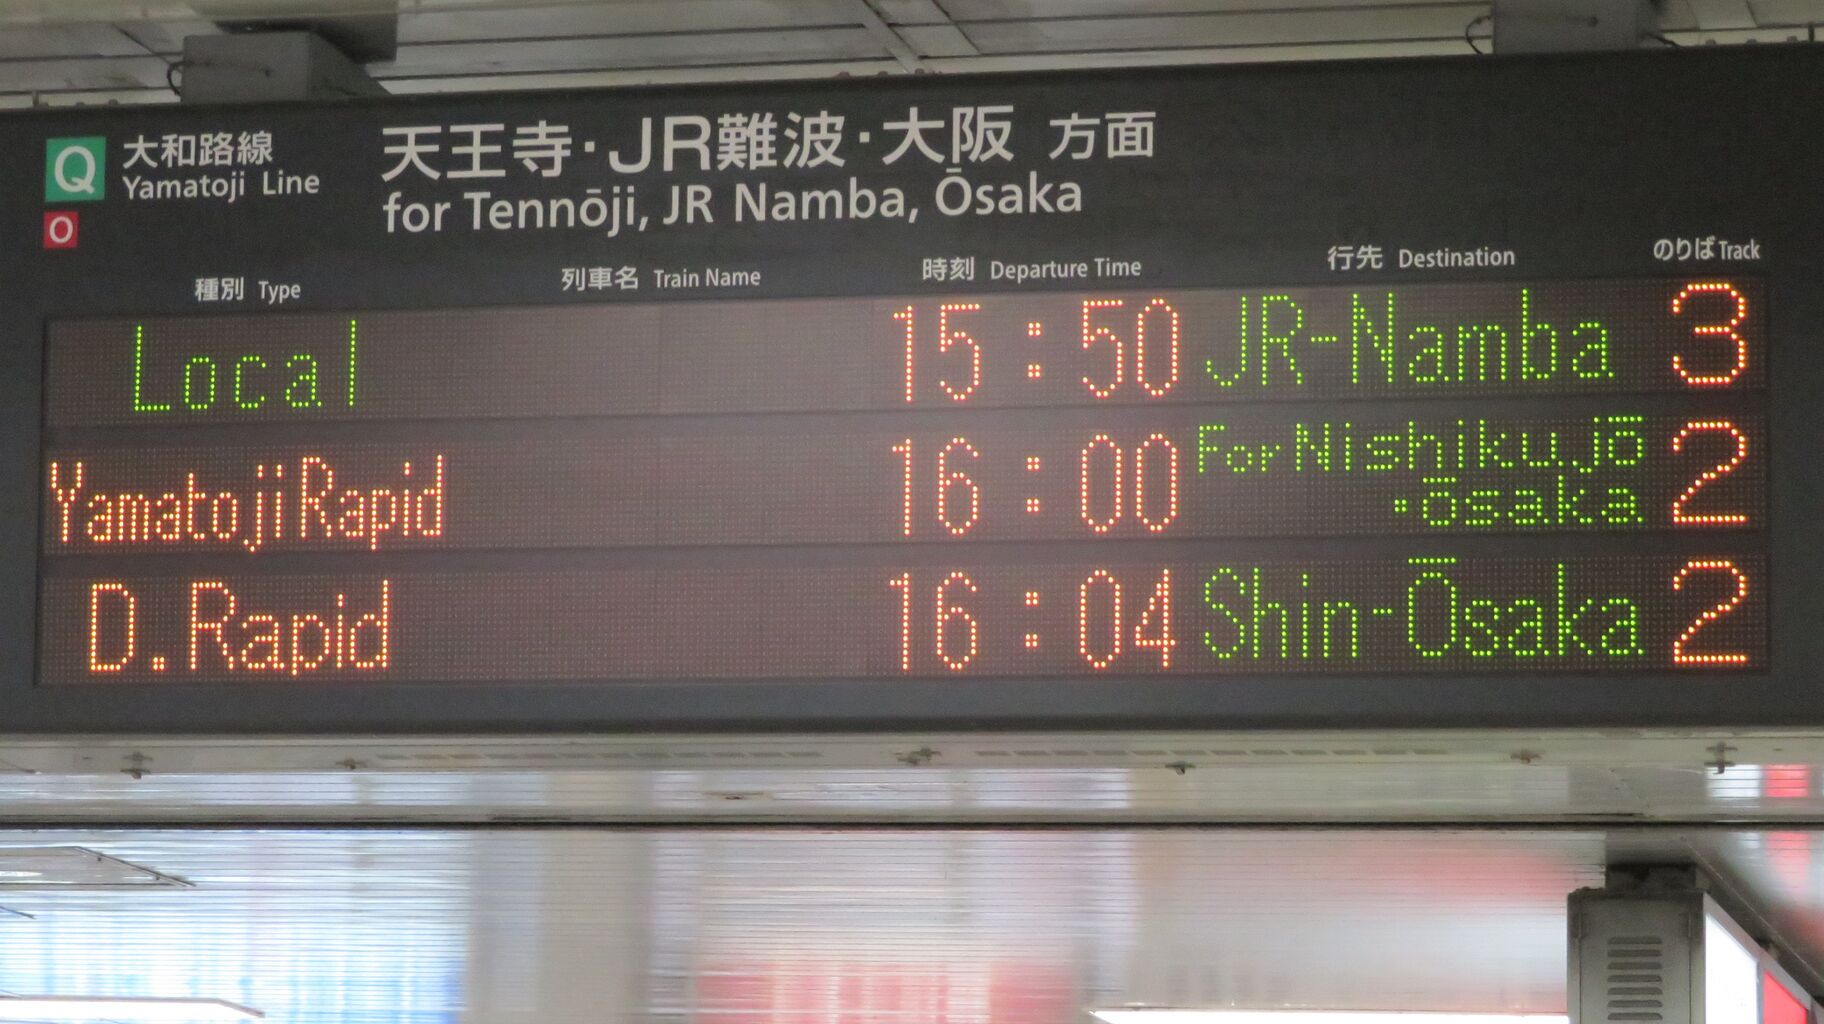 Q 大和路線 天王寺・JR難波・大阪 方面
Yamatoji Line
O for Tennōji, JR Namba, Ōsaka
種別 Type 列車名 Train Name 時刻 Departure Time 行先 Destination のりば Track
Local 15:50 JR-Namba 3
Yamatoji Rapid 16:00 For Nishikujō 2
・ōsaka
D.Rapid 16:04 Shin-Ōsaka 2